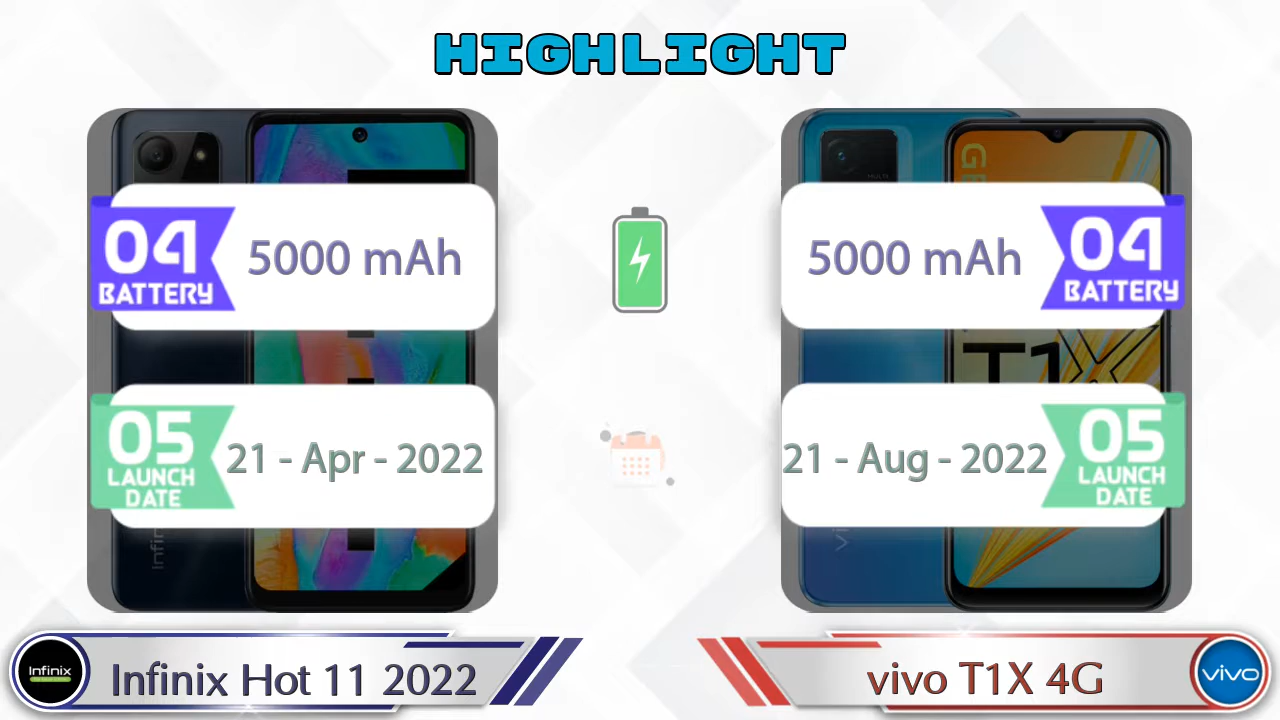 HIGHLIGHT
04
BATTERY
5000 mAh
5000 mAh
04
BATTERY
T1X
05
LAUNCH
DATE
21 - Apr - 2022
21 - Aug - 2022
05
LAUNCH
DATE
Infinix
Infinix Hot 11 2022
vivo T1X 4G
vivo